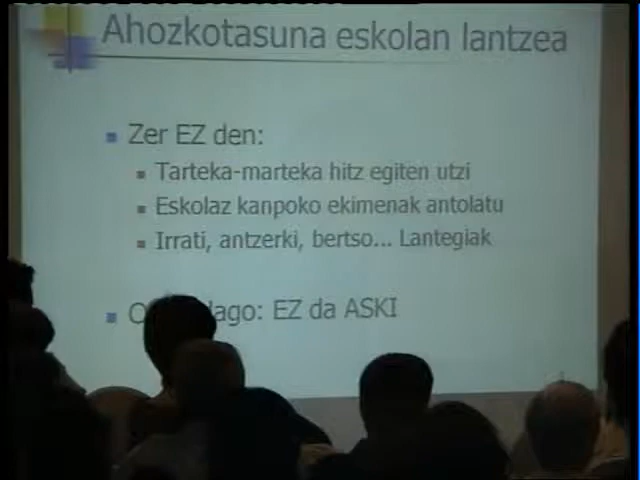 Ahozkotasuna eskolan lantzea
Zer EZ den:
Tarteka-marteka hitz egiten utzi
Eskolaz kanpoko ekimenak antolatu
Irrati, antzerki, bertso... Lantegiak
EZ da ASKI